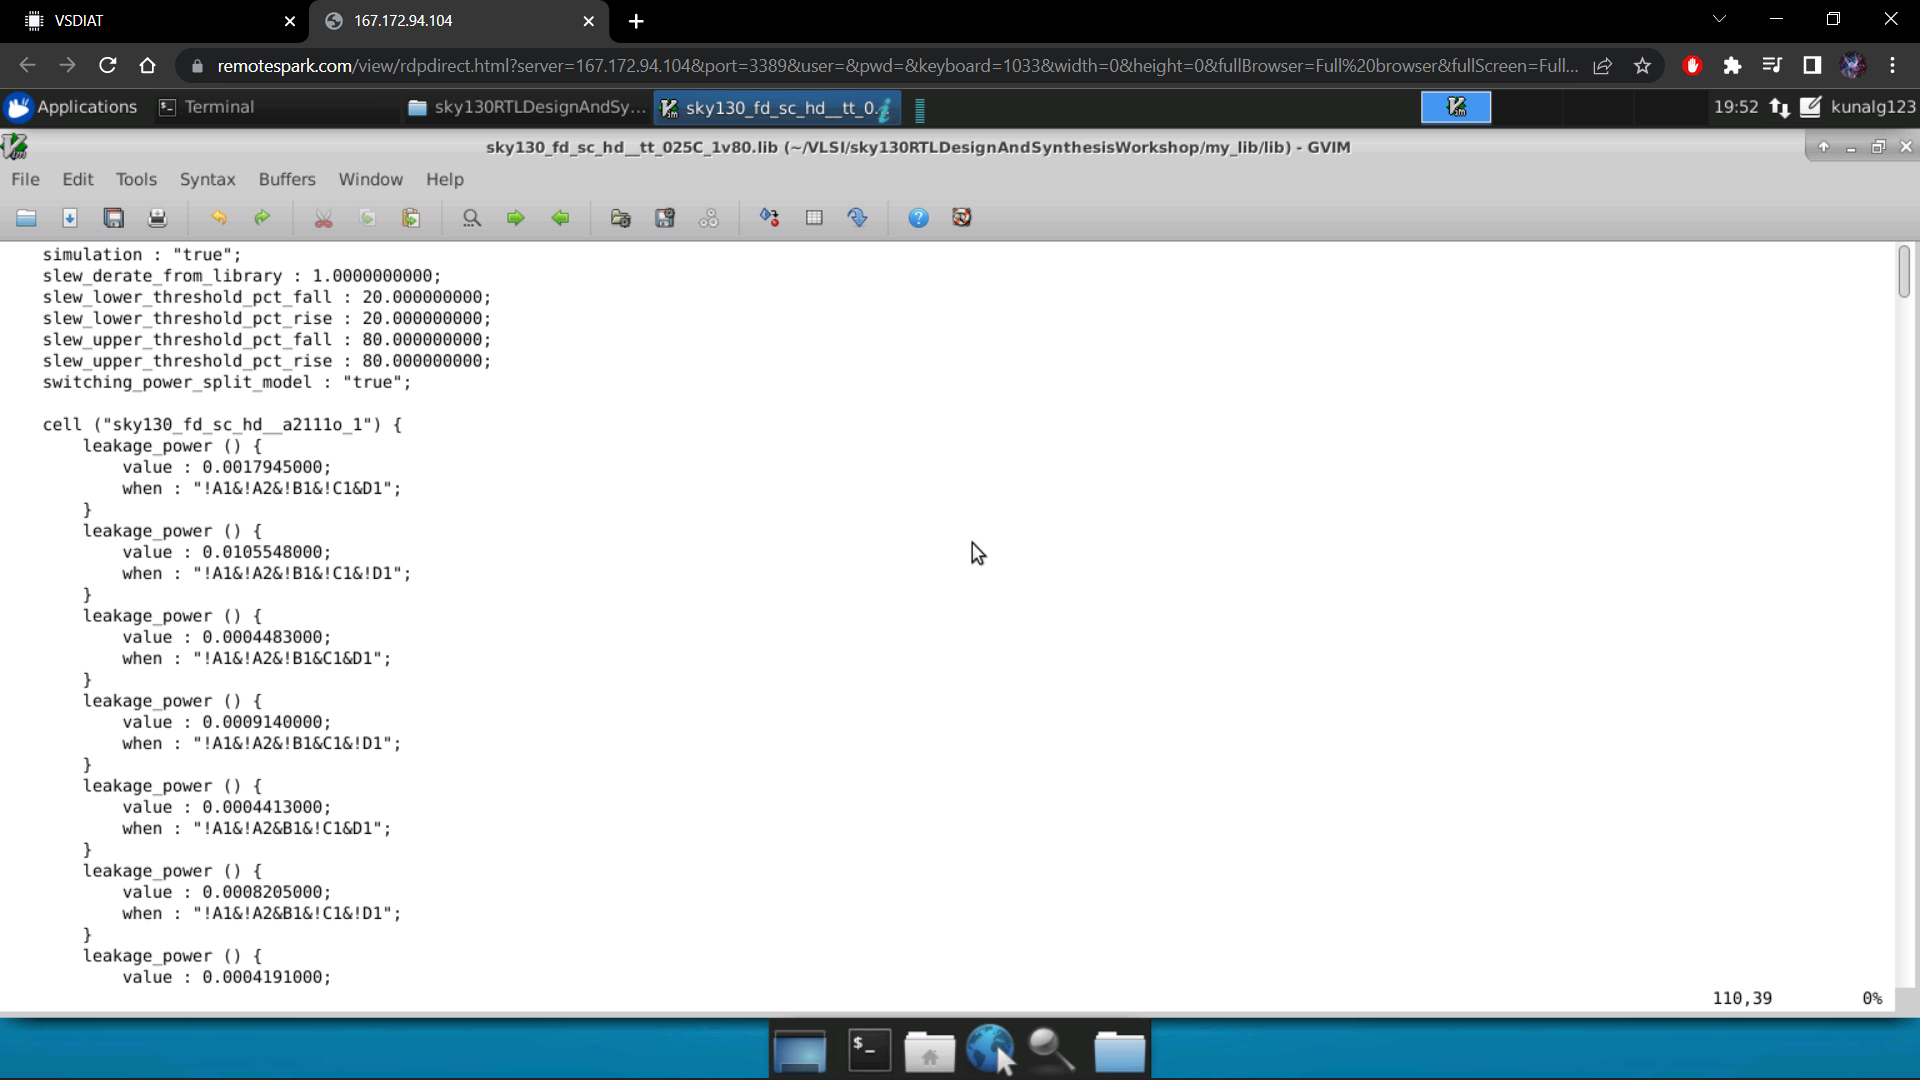 VSDIAT
167.172.94.104
remotespark.com/view/rdpdirect.html?server=167.172.94.104&port=3389&user=&pwd=&keyboard=1033&width=0&height=0&fullBrowser=Full%20browser&fullScreen=Full...
Applications
Terminal
sky130RTLDesignAndSy...
sky130_fd_sc_hd__tt_0.
19:52
kunalg123
sky130_fd_sc_hd__tt_025C_1v80.lib (~/VLSI/sky130RTLDesignAndSynthesisWorkshop/my_lib/lib) - GVIM
File Edit Tools Syntax Buffers Window Help
simulation : "true";
slew_derate_from_library : 1.0000000000;
slew_lower_threshold_pct_fall : 20.000000000;
slew_lower_threshold_pct_rise : 20.000000000;
slew_upper_threshold_pct_fall : 80.000000000;
slew_upper_threshold_pct_rise : 80.000000000;
switching_power_split_model : "true";
cell ("sky130_fd_sc_hd__a2111o_1") {
leakage_power () {
value : 0.0017945000;
when : "!A1&!A2&!B1&!C1&D1";
}
leakage_power () {
value : 0.0105548000;
when : "!A1&!A2&!B1&!C1&!D1";
}
leakage_power () {
value : 0.0004483000;
when : "!A1&!A2&!B1&C1&D1";
}
leakage_power () {
value : 0.0009140000;
when : "!A1&!A2&!B1&C1&!D1";
}
leakage_power () {
value : 0.0004413000;
when : "!A1&!A2&B1&!C1&D1";
}
leakage_power () {
value : 0.0008205000;
when : "!A1&!A2&B1&!C1&!D1";
}
leakage_power () {
value : 0.0004191000;
110,39 0%